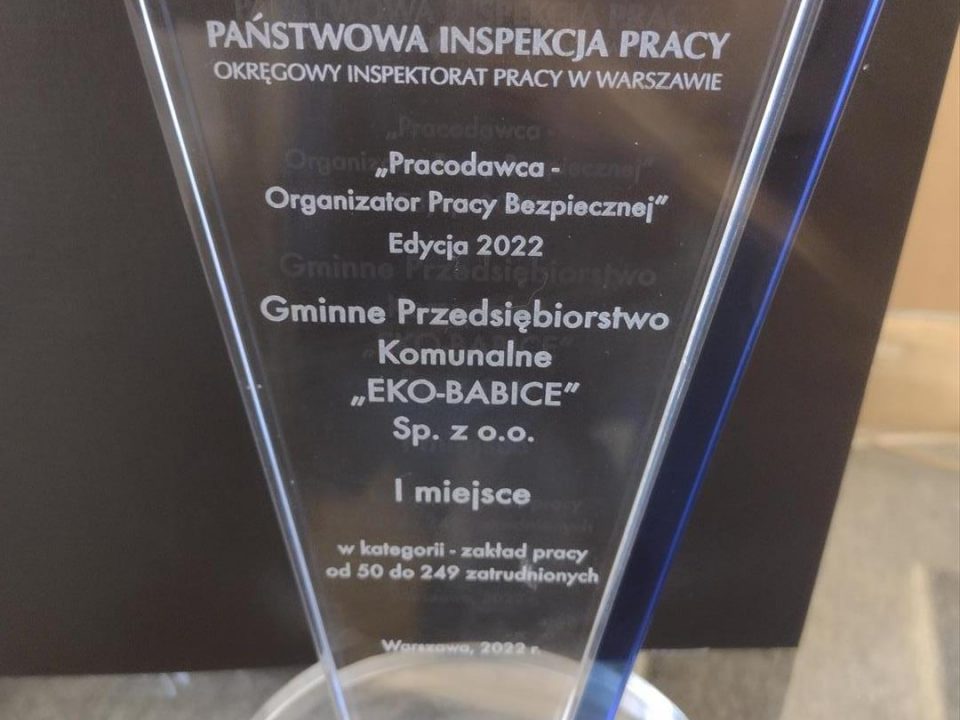 PAŃSTWOWA INSPEKCJA PRACY
OKRĘGOWY INSPEKTORAT PRACY W WARSZAWIE
„Pracodawca -
Organizator Pracy Bezpiecznej”
Edycja 2022
Gminne Przedsiębiorstwo
Komunalne
„EKO-BABICE”
Sp. z o.o.
I miejsce
w kategorii - zakład pracy
od 50 do 249 zatrudnionych
Warszawa, 2022 r.